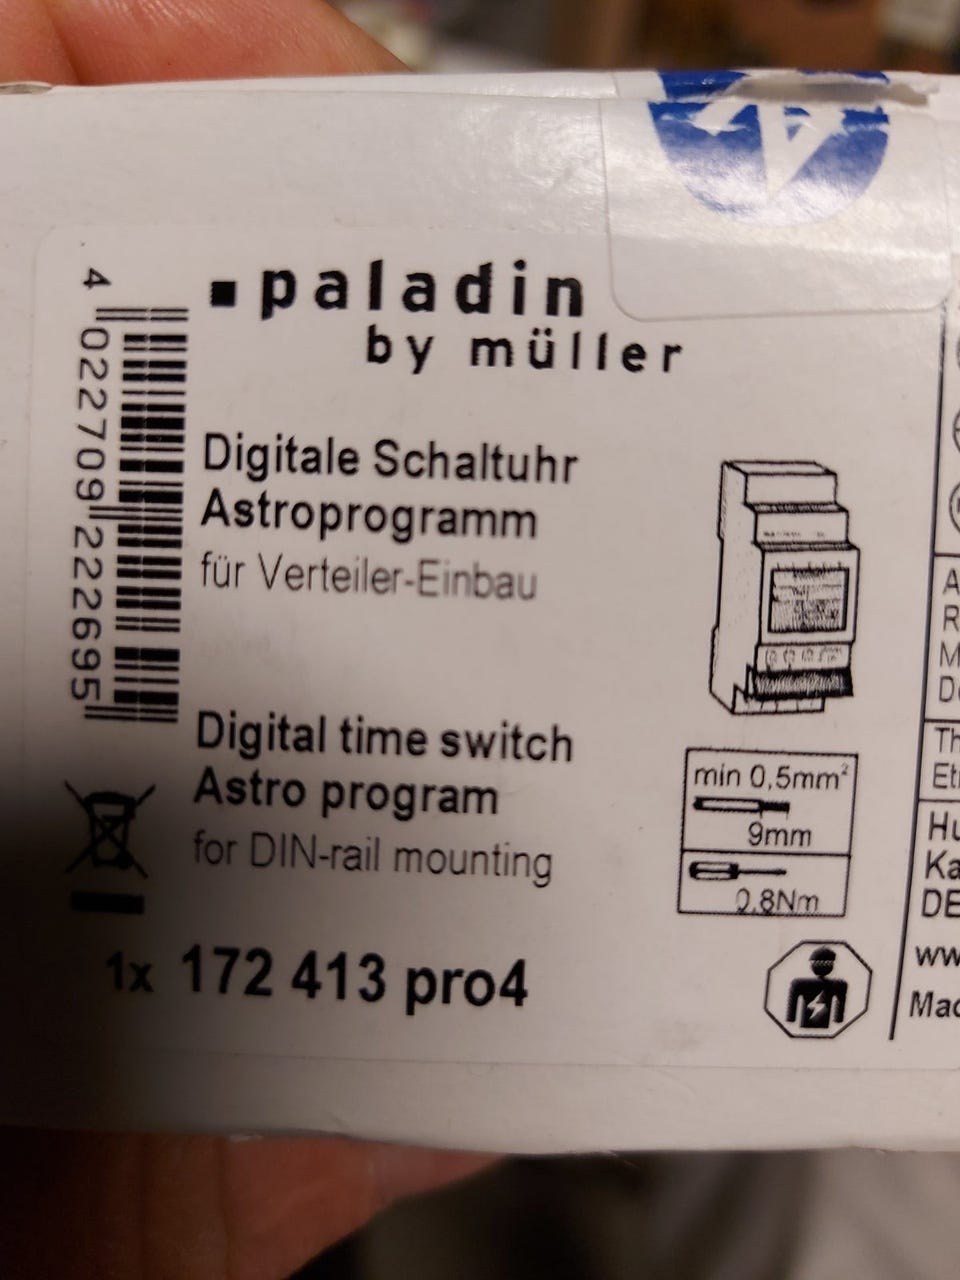 paladin
by müller
4 022709 222695
Digitale Schaltuhr
Astroprogramm
für Verteiler-Einbau
Digital time switch
Astro program
for DIN-rail mounting
1x 172 413 pro4
min 0,5mm²
9mm
0,8Nm
DE